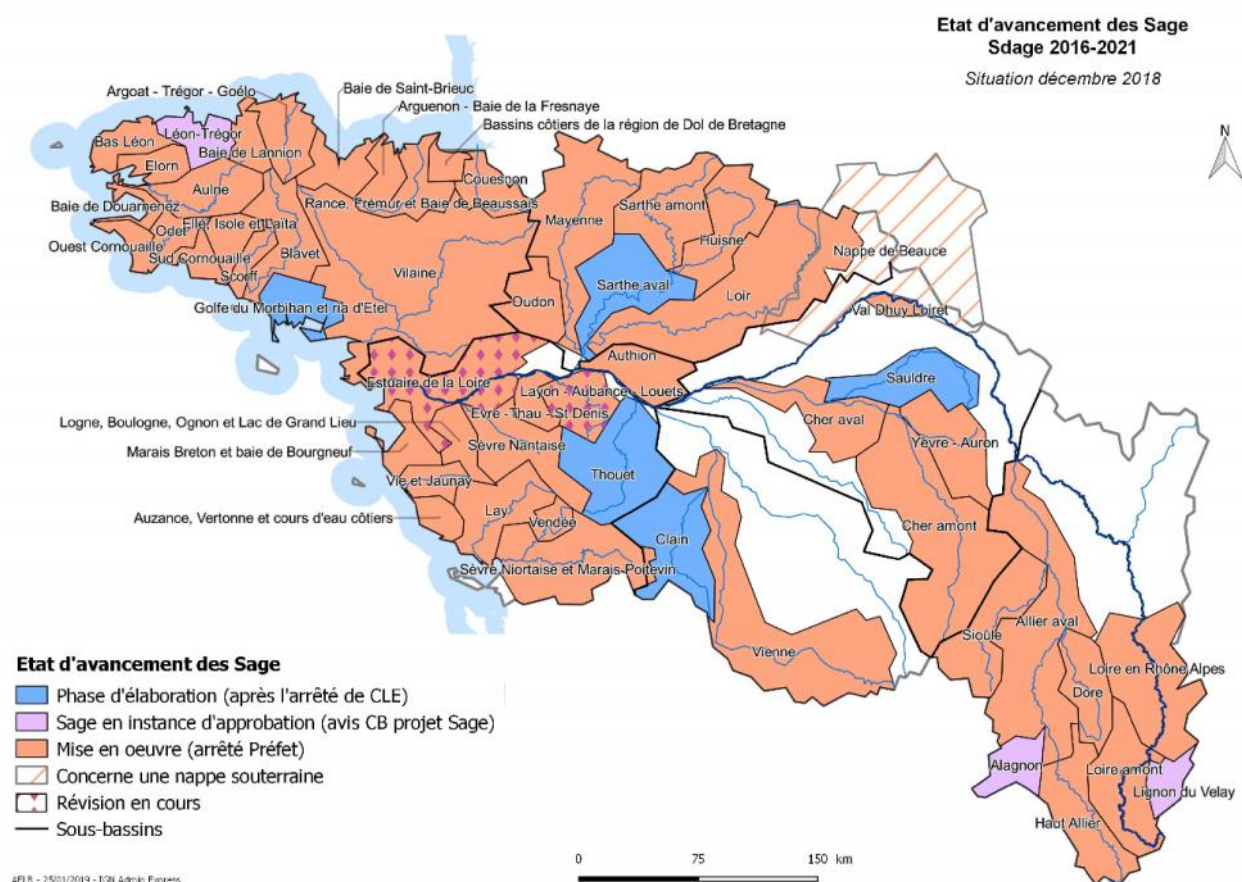 Etat d'avancement des Sage
Sdage 2016-2021
Situation décembre 2018
N
Argoat - Trégor - Goëlo
Baie de Saint-Brieuc
Arguenon - Baie de la Fresnaye
Bassins côtiers de la région de Dol de Bretagne
Bas Léon
Léon-Trégor
Baie de Lannion
Elorn
Couesnon
Aulne
Baie de Douarnenez
Rance, Frémur et Baie de Beaussais
Mayenne
Sarthe amont
Odet
Elle, Isole et Laïta
Huisne
Ouest Cornouaille
Sud Cornouaille
Blavet
Nappe de Beauce
Scorff
Vilaine
Sarthe aval
Loir
Oudon
Golfe du Morbihan et ria d'Etel
Val Dhuy Loiret
Authion
Estuaire de la Loire
Layon - Aubance - Louets
Sauldre
Evre - Thau - St Denis
Logne, Boulogne, Ognon et Lac de Grand Lieu
Cher aval
Marais Breton et baie de Bourgneuf
Sèvre Nantaise
Yèvre - Auron
Vie et Jaunay
Thouet
Auzance, Vertonne et cours d'eau côtiers
Lay
Vendée
Cher amont
Clain
Sèvre Niortaise et Marais Poitevin
Allier aval
Sioule
Vienne
Loire en Rhône Alpes
Dore
Alagnon
Loire amont
Lignon du Velay
Haut Allier
Etat d'avancement des Sage
Phase d'élaboration (après l'arrêté de CLE)
Sage en instance d'approbation (avis CB projet Sage)
Mise en oeuvre (arrêté Préfet)
Concerne une nappe souterraine
Révision en cours
Sous-bassins
0 75 150 km
AELB - 25/01/2019 - IGN Admin Express